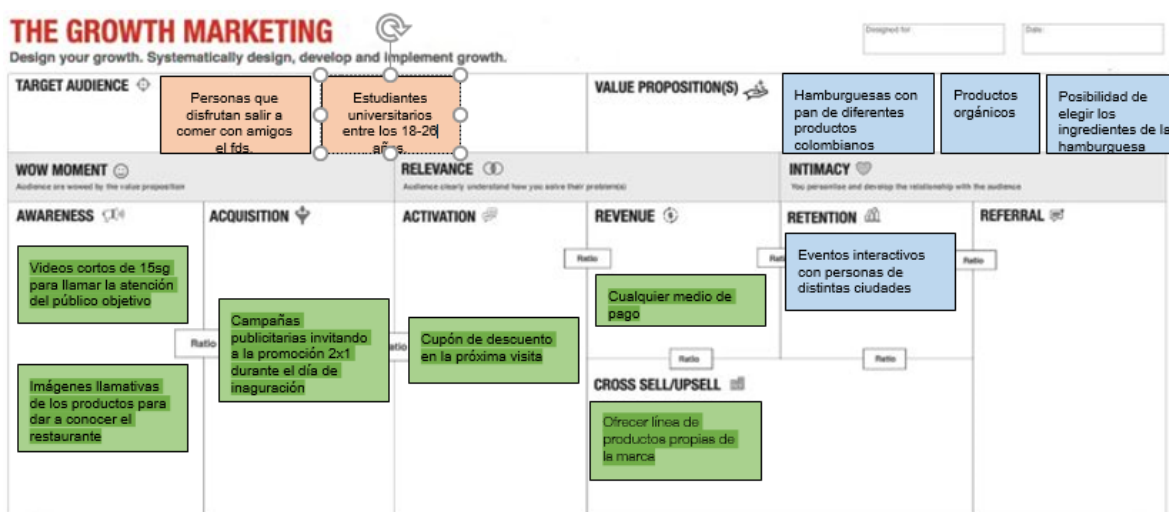 THE GROWTH MARKETING
Design your growth. Systematically design, develop and implement growth.
Designed for:
Date:
TARGET AUDIENCE
Personas que
disfrutan salir a
comer con amigos
el fds.
Estudiantes
universitarios
entre los 18-26
años.
VALUE PROPOSITION(S)
Hamburguesas con
pan de diferentes
productos
colombianos
Productos
orgánicos
Posibilidad de
elegir los
ingredientes de la
hamburguesa
WOW MOMENT
Audience are wowed by the value proposition
RELEVANCE
Audience clearly understand how you solve their problem(s)
INTIMACY
You personalise and develop the relationship with the audience
AWARENESS
Videos cortos de 15sg
para llamar la atención
del público objetivo
Imágenes llamativas
de los productos para
dar a conocer el
restaurante
Ratio
ACQUISITION
Campañas
publicitarias invitando
a la promoción 2x1
durante el día de
inaguración
ACTIVATION
Cupón de descuento
en la próxima visita
Ratio
REVENUE
Cualquier medio de
pago
Ratio
RETENTION
Eventos interactivos
con personas de
distintas ciudades
Ratio
Ratio
REFERRAL
CROSS SELL/UPSELL
Ofrecer línea de
productos propias de
la marca